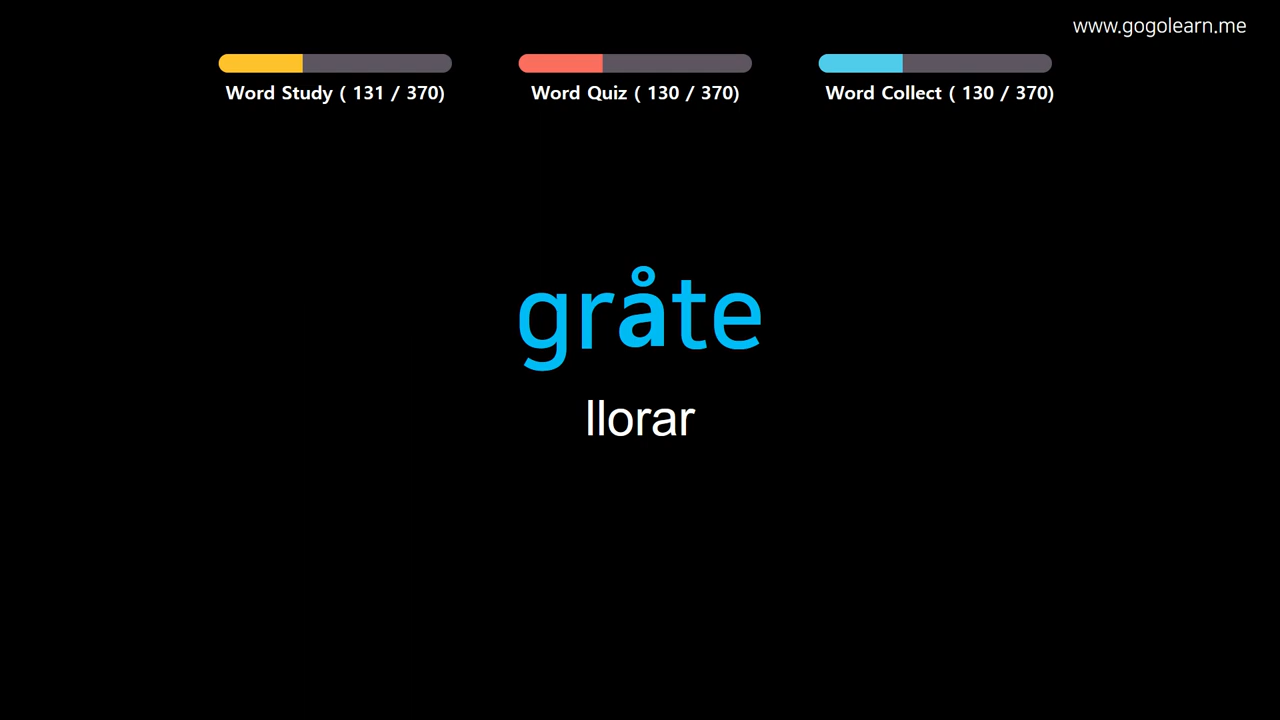 www.gogolearn.me
Word Study ( 131 / 370)
Word Quiz ( 130 / 370)
Word Collect ( 130 / 370)
gråte
llorar